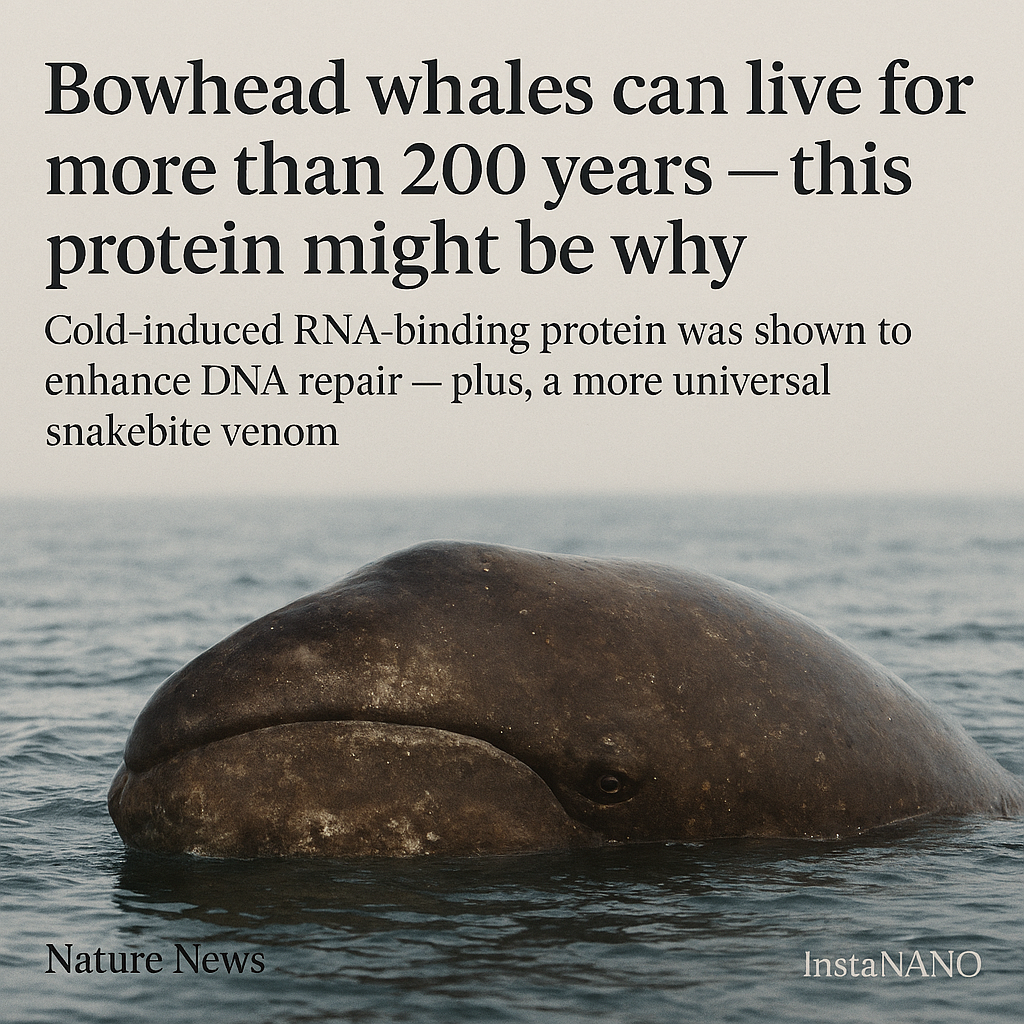 Bowhead whales can live for
more than 200 years — this
protein might be why
Cold-induced RNA-binding protein was shown to
enhance DNA repair — plus, a more universal
snakebite venom
Nature News
InstaNANO